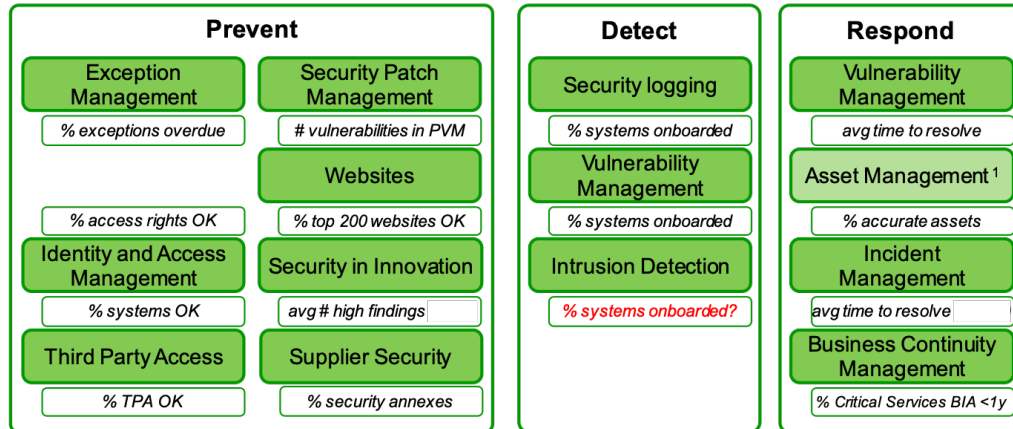 Prevent
Exception
Management
% exceptions overdue
% access rights OK
Identity and Access
Management
% systems OK
Third Party Access
% TPA OK
Security Patch
Management
# vulnerabilities in PVM
Websites
% top 200 websites OK
Security in Innovation
avg # high findings
Supplier Security
% security annexes
Detect
Security logging
% systems onboarded
Vulnerability
Management
% systems onboarded
Intrusion Detection
% systems onboarded?
Respond
Vulnerability
Management
avg time to resolve
Asset Management ¹
% accurate assets
Incident
Management
avg time to resolve
Business Continuity
Management
% Critical Services BIA <1y